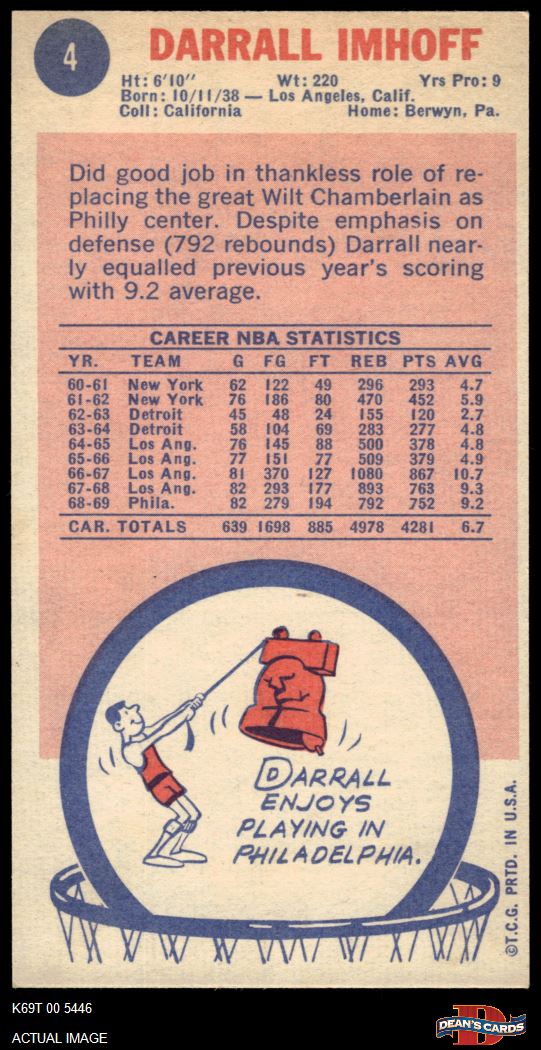 4
DARRALL IMHOFF
Ht: 6'10" Wt: 220 Yrs Pro: 9
Born: 10/11/38 — Los Angeles, Calif.
Coll: California Home: Berwyn, Pa.
Did good job in thankless role of re-
placing the great Wilt Chamberlain as
Philly center. Despite emphasis on
defense (792 rebounds) Darrall near-
ly equalled previous year's scoring
with 9.2 average.
CAREER NBA STATISTICS
YR. TEAM G FG FT REB PTS AVG
60-61 New York 62 122 49 296 293 4.7
61-62 New York 76 186 80 470 452 5.9
62-63 Detroit 45 48 24 155 120 2.7
63-64 Detroit 58 104 69 283 277 4.8
64-65 Los Ang. 76 145 88 500 378 4.8
65-66 Los Ang. 77 151 77 509 379 4.9
66-67 Los Ang. 81 370 127 1080 867 10.7
67-68 Los Ang. 82 293 177 893 763 9.3
68-69 Phila. 82 279 194 792 752 9.2
CAR. TOTALS 639 1698 885 4978 4281 6.7
DARRALL
ENJOYS
PLAYING IN
PHILADELPHIA.
©T.C.G. PRTD. IN U.S.A.
K69T 00 5446
ACTUAL IMAGE
D
DEAN'S CARDS